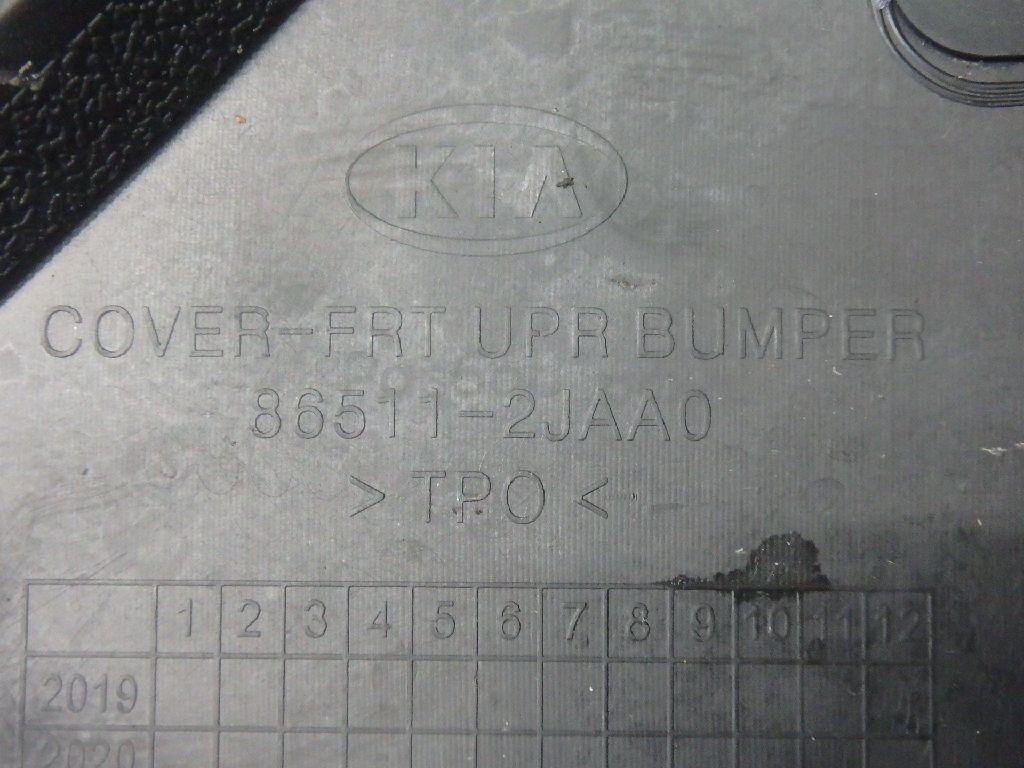 KIA
COVER-FRT UPR BUMPER
86511-2JAA0
> TPO <
1 2 3 4 5 6 7 8 9 10 11 12
2019
2020